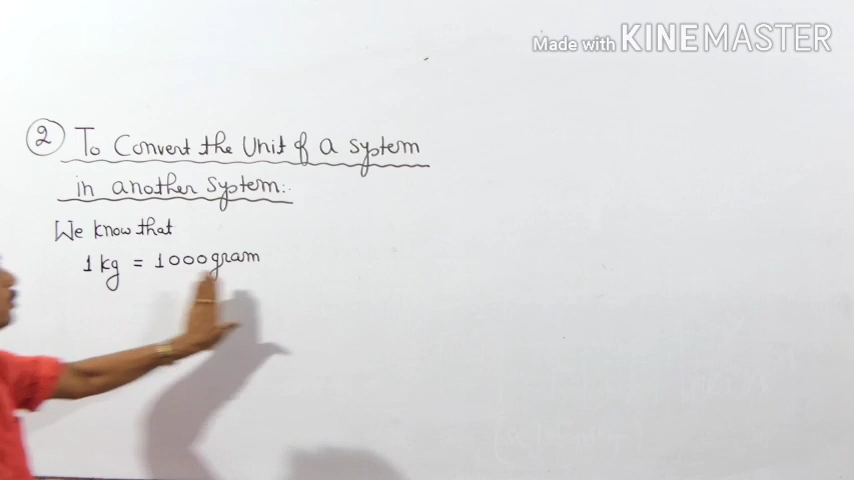 Made with KINEMASTER
2 To Convert the Unit of a System
in another System:.
We know that
1 kg = 1000 gram